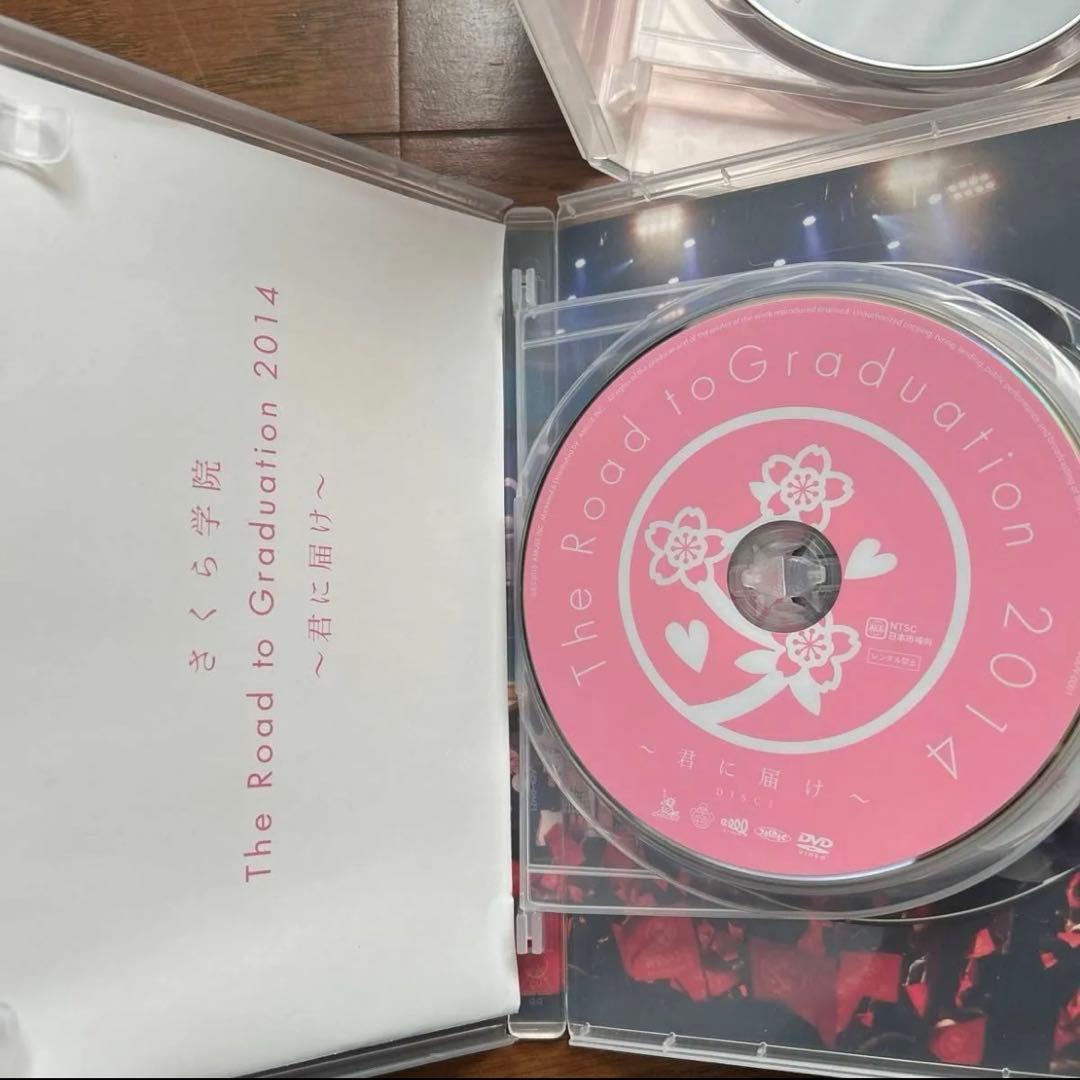 さくら学院
The Road to Graduation 2014
~君に届け~
The Road to Graduation 2014
NTSC
日本市場向
レンタル禁止
~君に届け~
DISC1
DVD
VIDEO